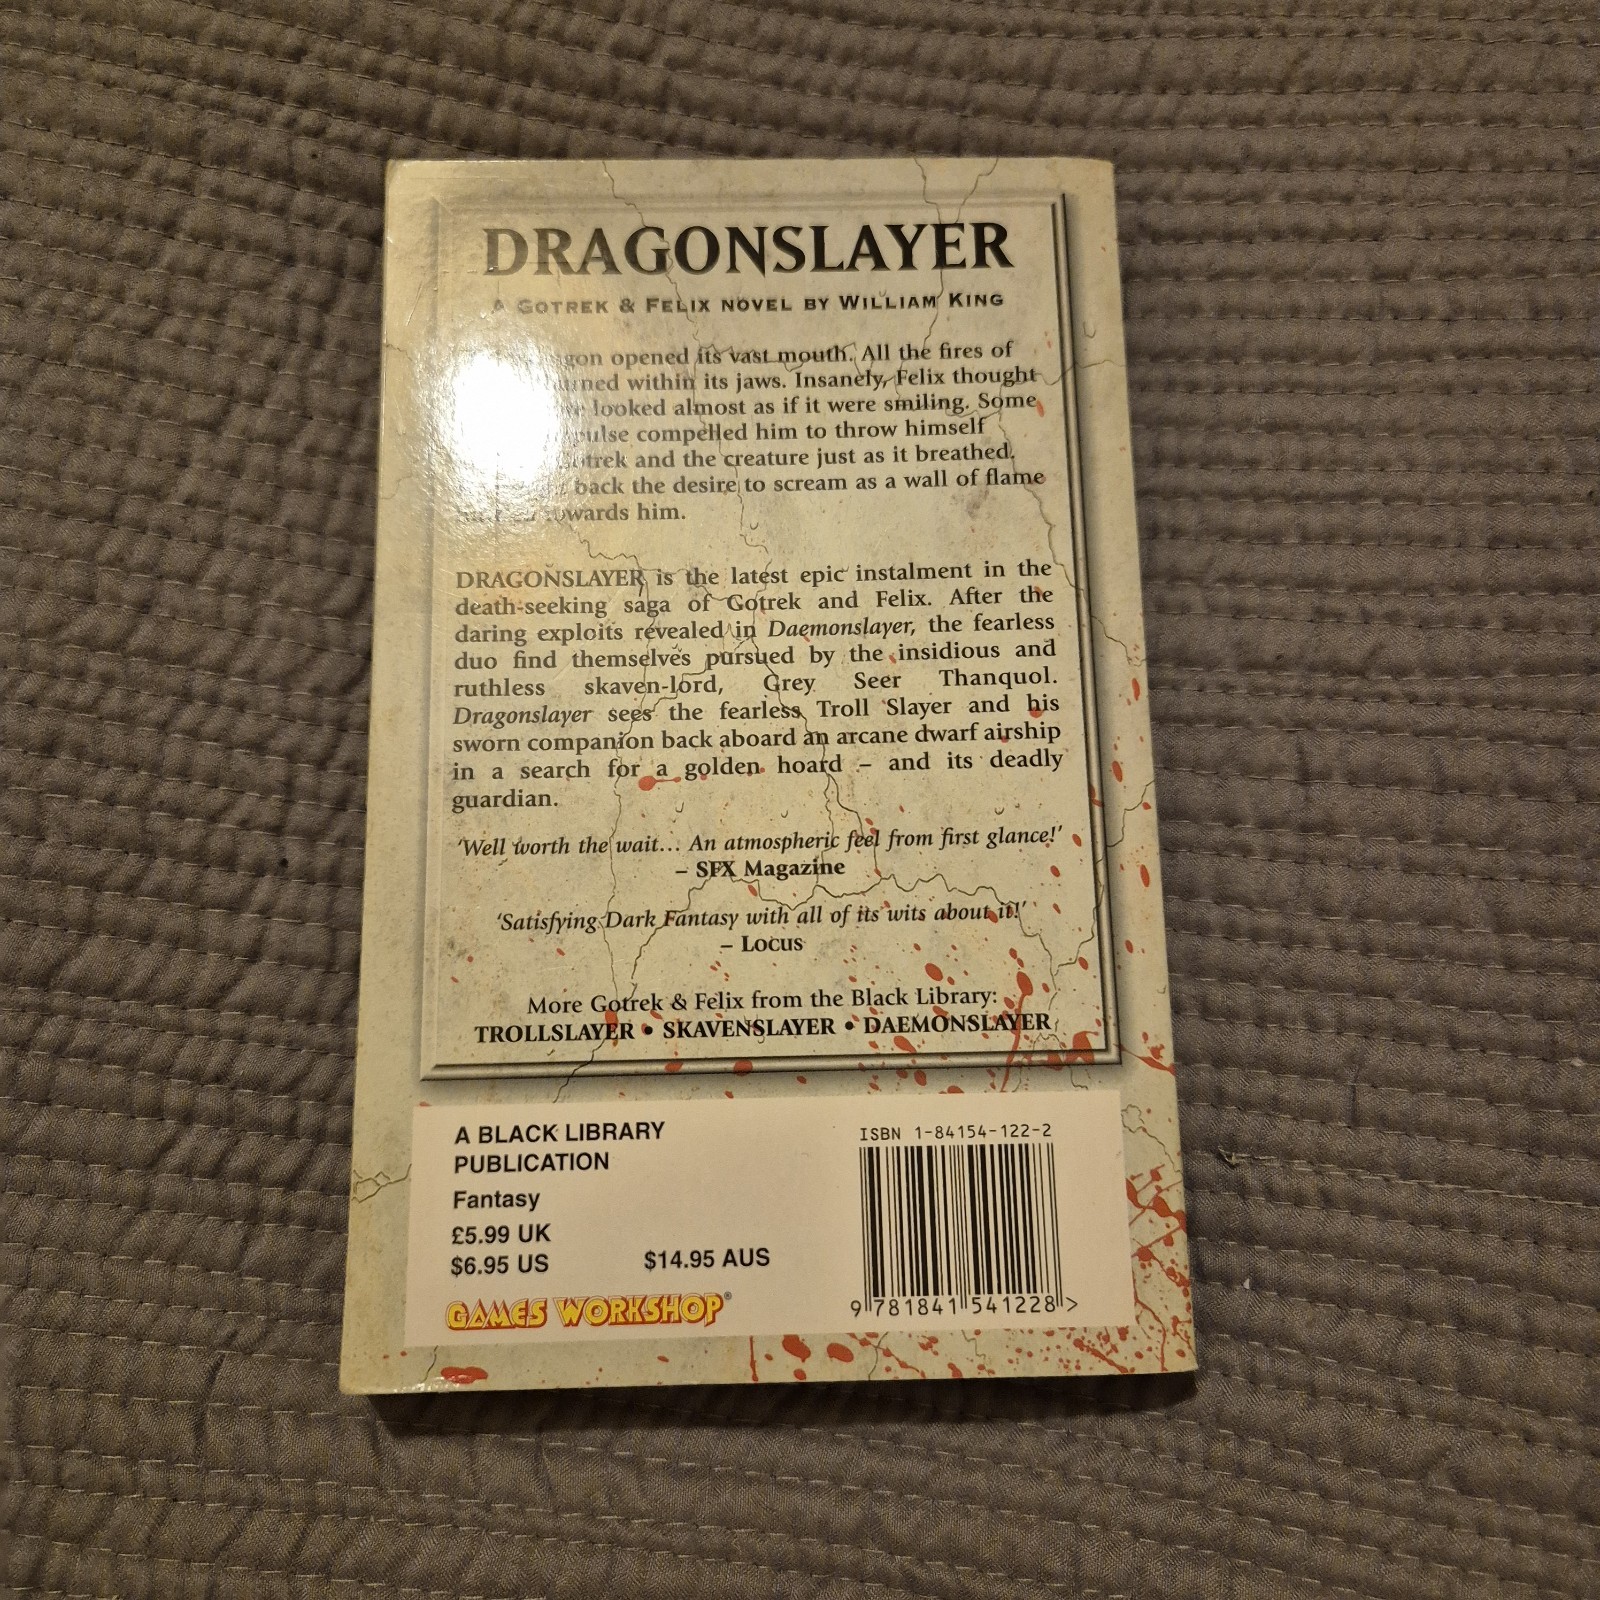 DRAGONSLAYER
A GOTREK & FELIX NOVEL BY WILLIAM KING
opened its vast mouth. All the fires of
within its jaws. Insanely, Felix thought
looked almost as if it were smiling. Some
compelled him to throw himself
Gotrek and the creature just as it breathed.
back the desire to scream as a wall of flame
towards him.
DRAGONSLAYER is the latest epic instalment in the
death-seeking saga of Gotrek and Felix. After the
daring exploits revealed in Daemonslayer, the fearless
duo find themselves pursued by the insidious and
ruthless skaven-lord, Grey Seer Thanquol.
Dragonslayer sees the fearless Troll Slayer and his
sworn companion back aboard an arcane dwarf airship
in a search for a golden hoard – and its deadly
guardian.
‘Well worth the wait… An atmospheric feel from first glance!’
– SFX Magazine
‘Satisfying Dark Fantasy with all of its wits about it!’
– Locus
More Gotrek & Felix from the Black Library:
TROLLSLAYER • SKAVENSLAYER • DAEMONSLAYER
A BLACK LIBRARY
PUBLICATION
Fantasy
£5.99 UK
$6.95 US $14.95 AUS
GAMES WORKSHOP®
ISBN 1-84154-122-2
9 781841 541228 >